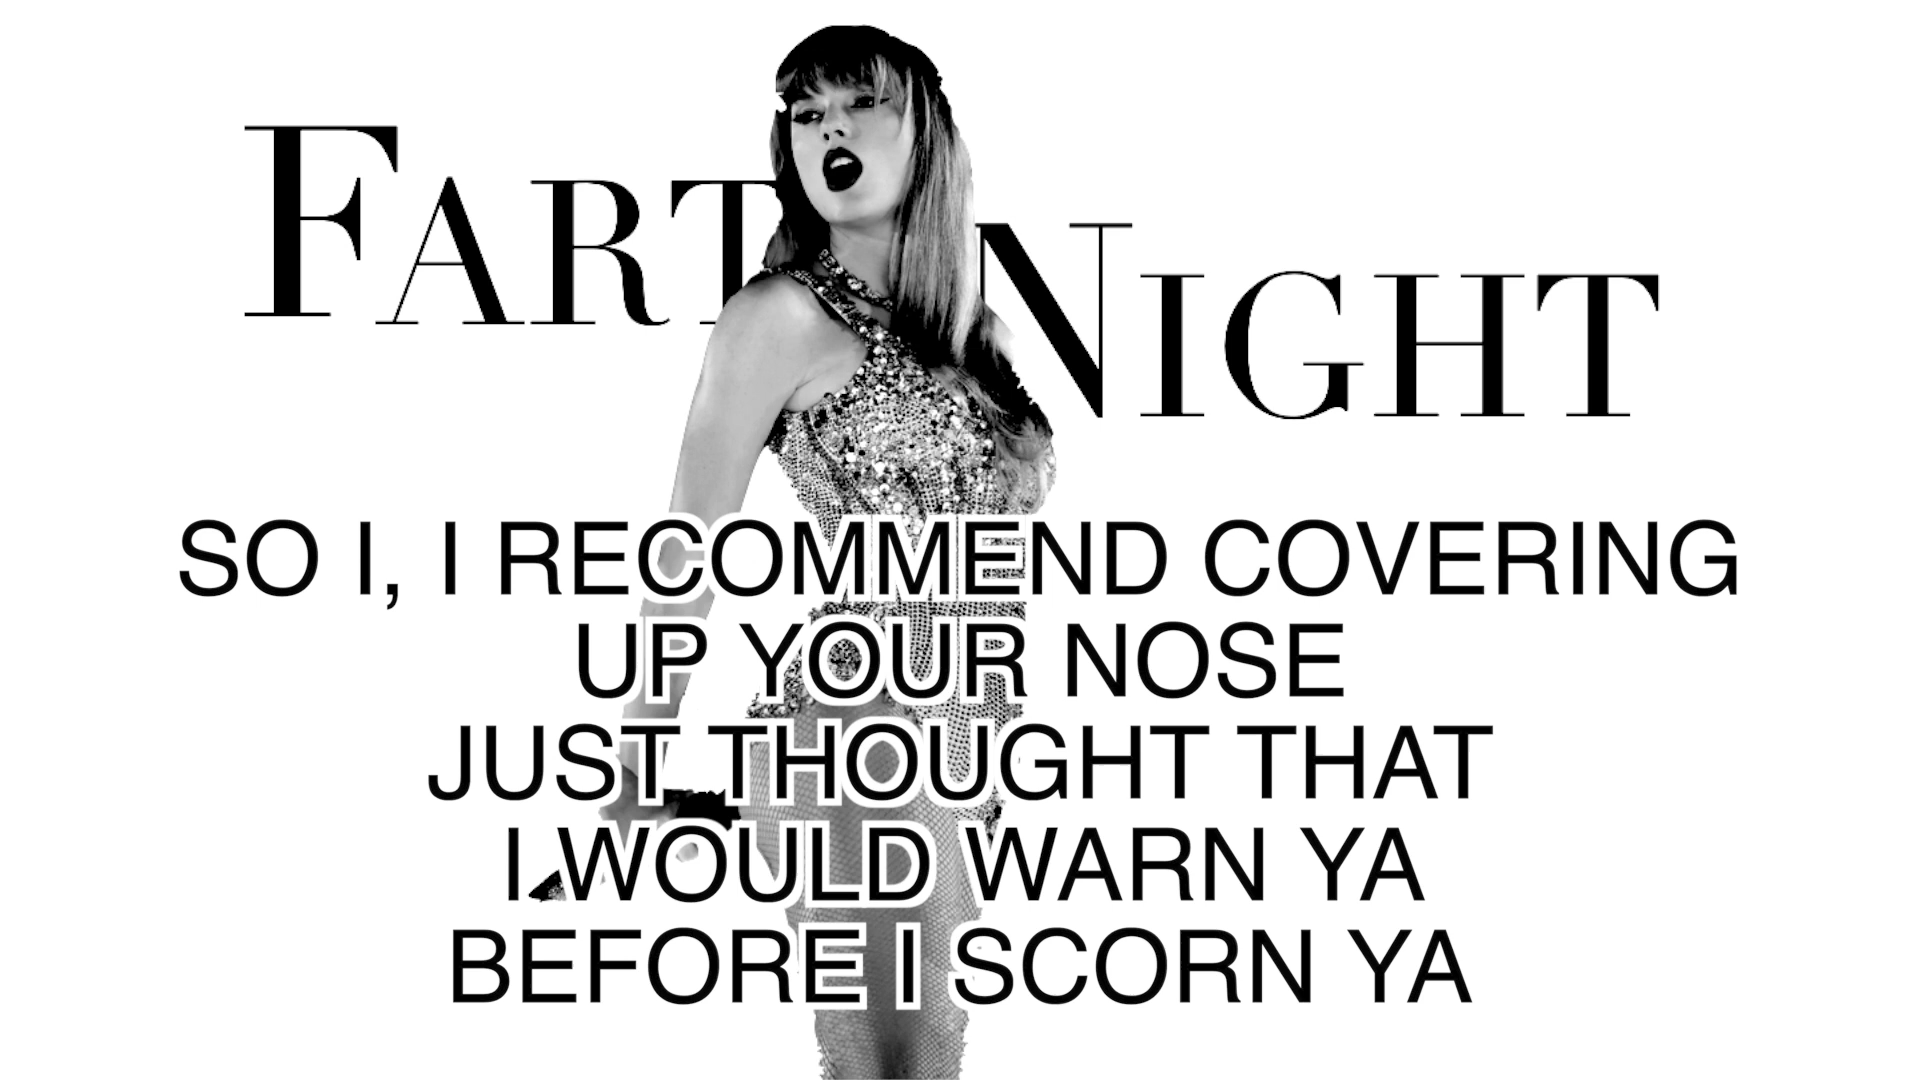 FART NIGHT
SO I, I RECOMMEND COVERING
UP YOUR NOSE
JUST THOUGHT THAT
I WOULD WARN YA
BEFORE I SCORN YA